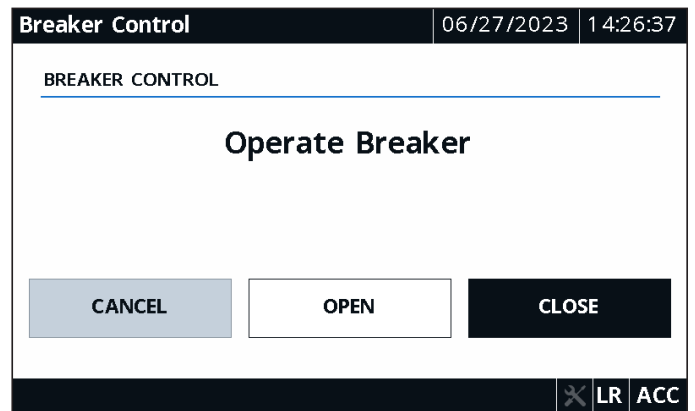 Breaker Control 06/27/2023 14:26:37
BREAKER CONTROL
Operate Breaker
CANCEL OPEN CLOSE
LR ACC